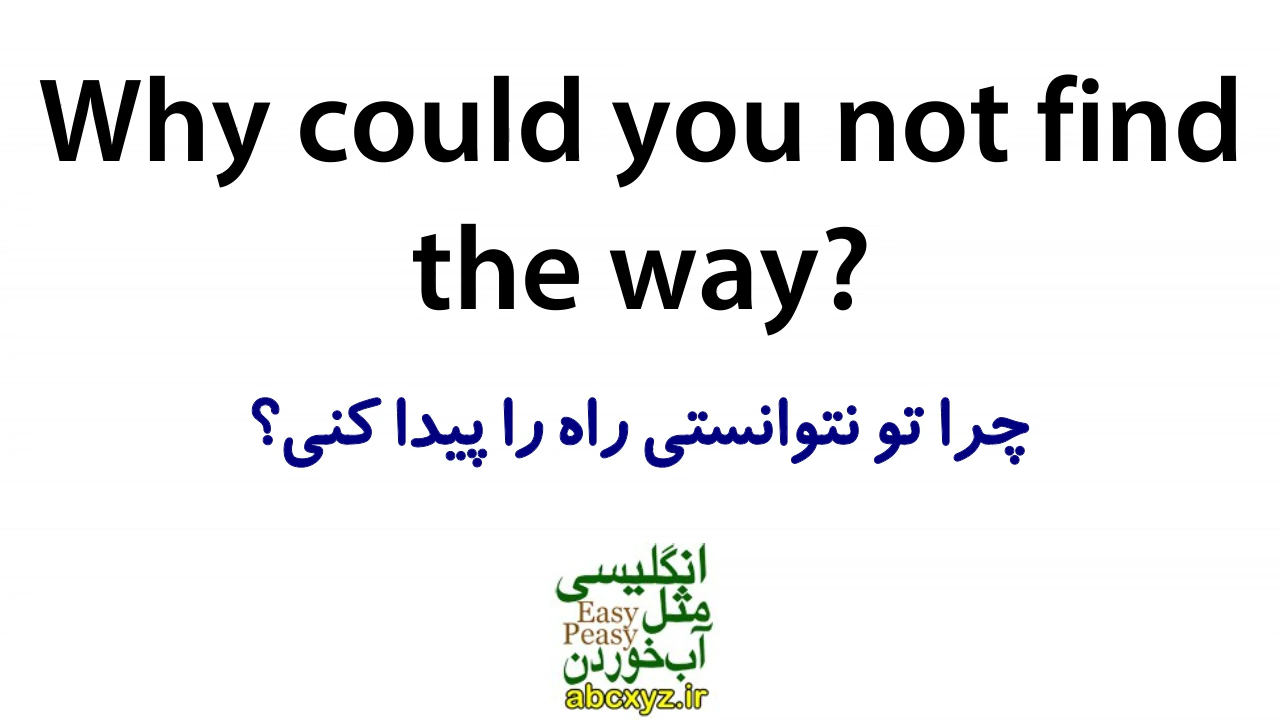 Why could you not find
the way?
چرا تو نتوانستی راه را پیدا کنی؟
انگلیسی
مثل
Easy
Peasy
آب‌خوردن
abcxyz.ir